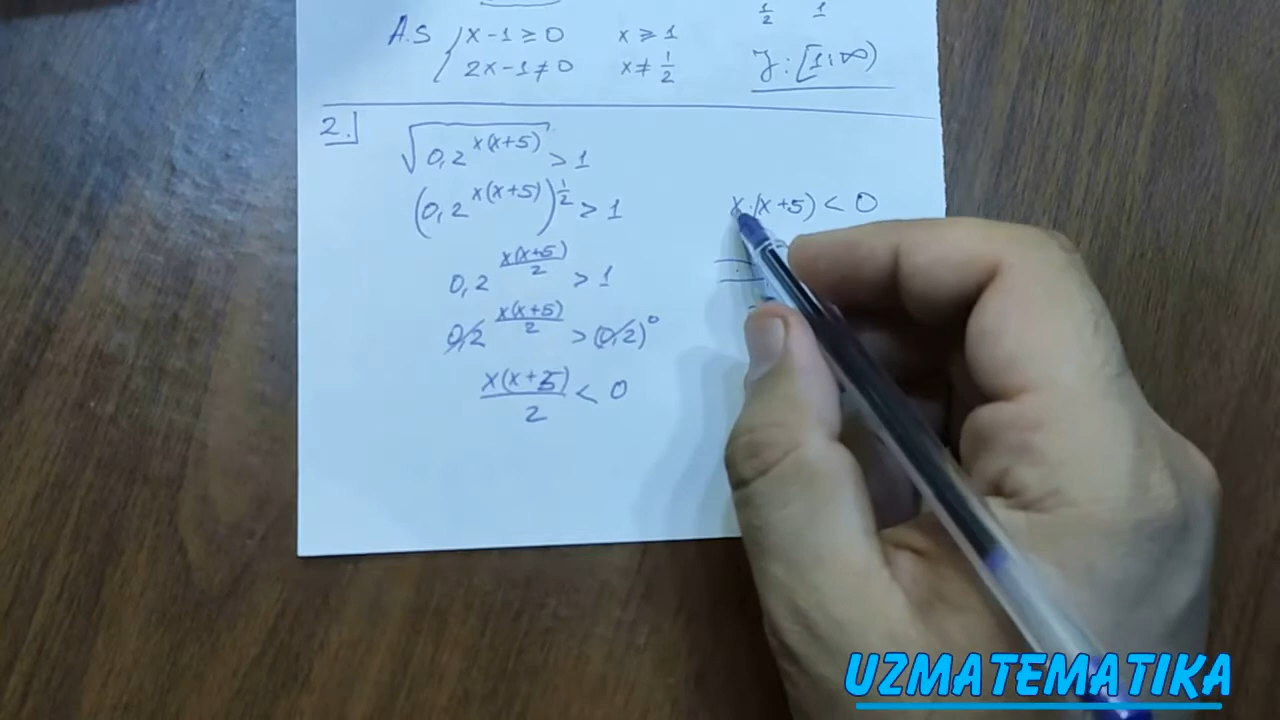 1/2 1
A.S { x - 1 ≥ 0 x ≥ 1
2x - 1 ≠ 0 x ≠ 1/2 J: [1; ∞)
2.
√(0,2^(x(x+5))) > 1
(0,2^(x(x+5)))^(1/2) > 1
x·(x+5) < 0
0,2^(x(x+5)/2) > 1
0,2^(x(x+5)/2) > (0,2)^0
x(x+5)/2 < 0
UZMATEMATIKA